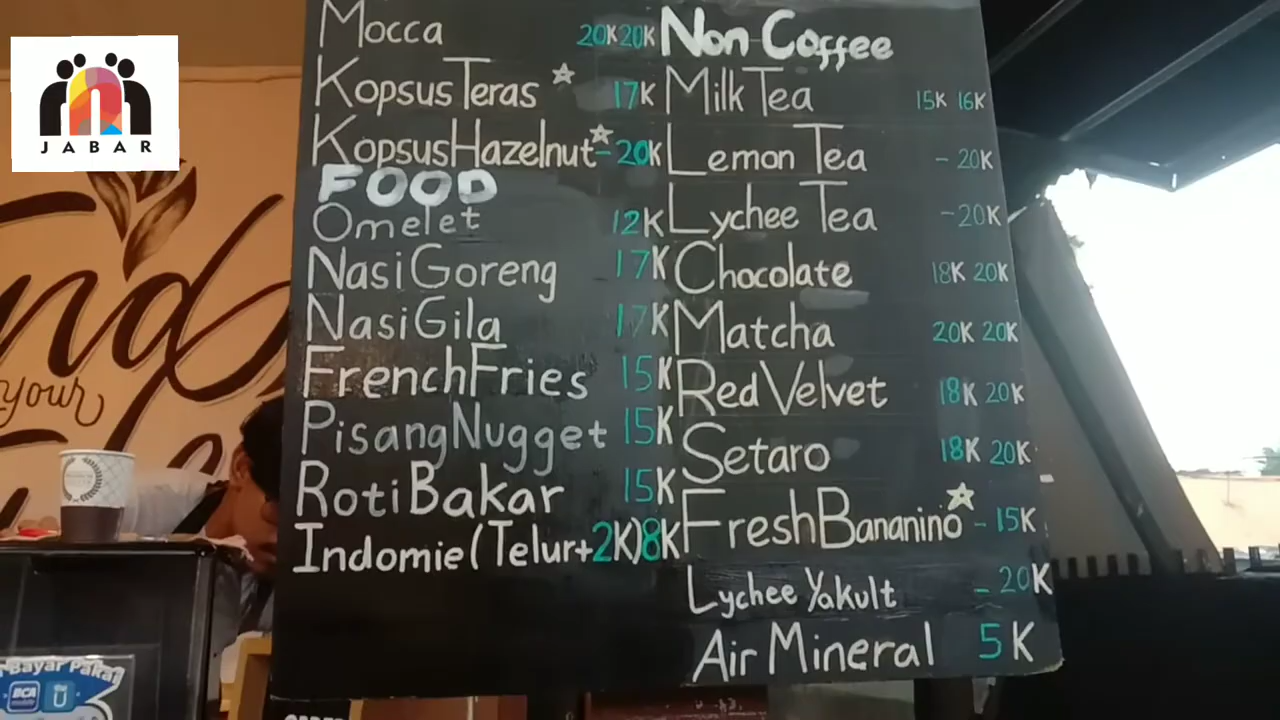 JABAR
Mocca 20K 20K
Kopsus Teras 17K
Kopsus Hazelnut - 20K
FOOD
Omelet 12K
Nasi Goreng 17K
Nasi Gila 17K
French Fries 15K
Pisang Nugget 15K
Roti Bakar 15K
Indomie (Telur+2K) 8K
Non Coffee
Milk Tea 15K 16K
Lemon Tea - 20K
Lychee Tea - 20K
Chocolate 18K 20K
Matcha 20K 20K
Red Velvet 18K 20K
Setaro 18K 20K
Fresh Bananino - 15K
Lychee Yakult - 20K
Air Mineral 5K
your
Bayar Pakai
BCA